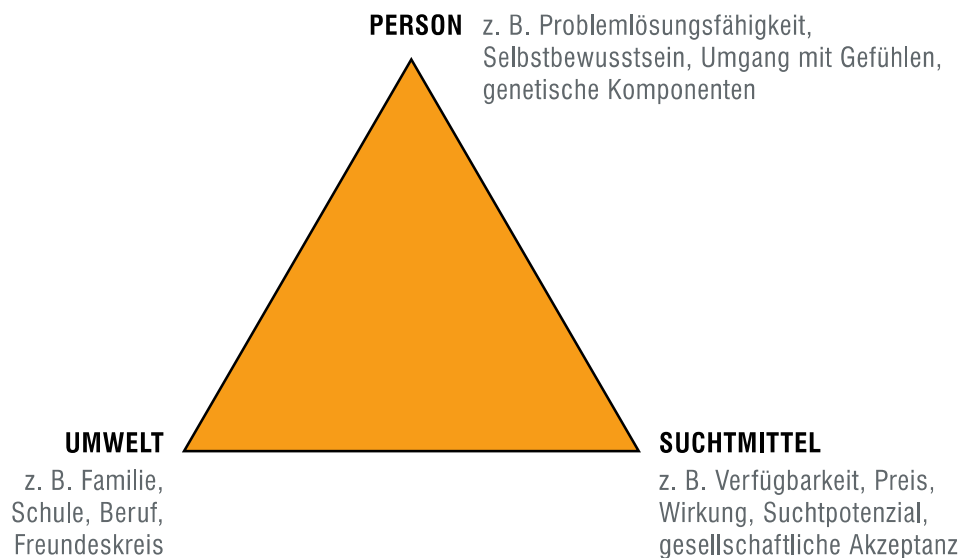 PERSON z. B. Problemlösungsfähigkeit,
Selbstbewusstsein, Umgang mit Gefühlen,
genetische Komponenten
UMWELT
z. B. Familie,
Schule, Beruf,
Freundeskreis
SUCHTMITTEL
z. B. Verfügbarkeit, Preis,
Wirkung, Suchtpotenzial,
gesellschaftliche Akzeptanz